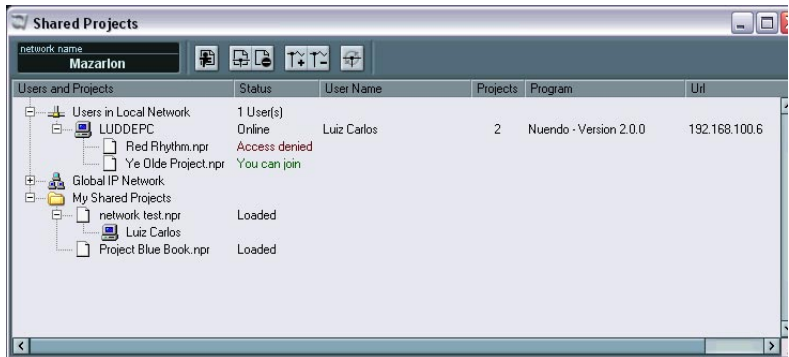 Shared Projects
network name
Mazarlon
Users and Projects Status User Name Projects Program Url
Users in Local Network 1 User(s)
LUDDEPC Online Luiz Carlos 2 Nuendo - Version 2.0.0 192.168.100.6
Red Rhythm.npr Access denied
Ye Olde Project.npr You can join
Global IP Network
My Shared Projects
network test.npr Loaded
Luiz Carlos
Project Blue Book.npr Loaded